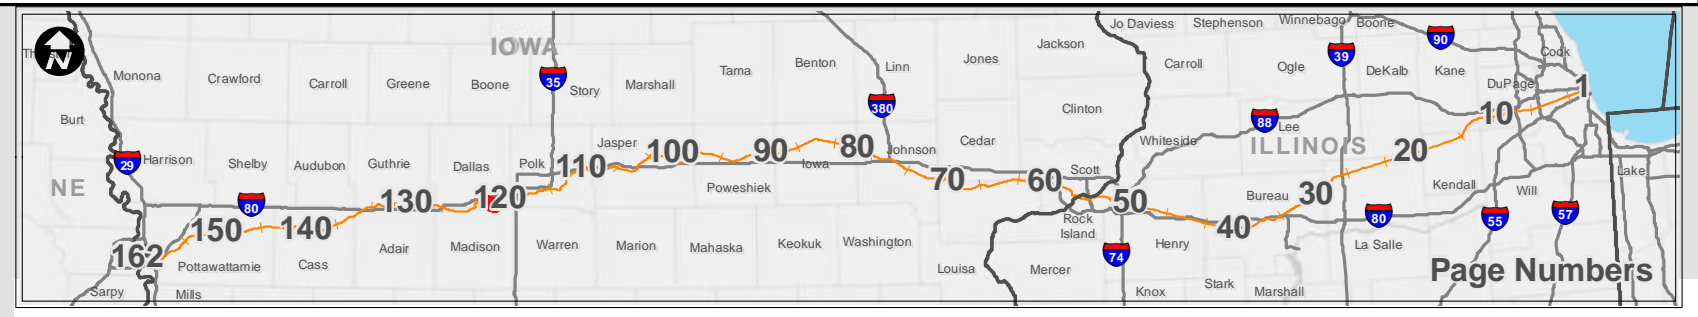 Jo Daviess Stephenson Winnebago Boone
Th
N
IOWA
39
90
Cook
Jackson
Monona Crawford Carroll Greene Boone
35
Story Marshall Tama Benton Linn Jones
Carroll Ogle DeKalb Kane DuPage 1
380
Clinton
10
Burt
88
Lee
Whiteside
ILLINOIS
20
29
Harrison Shelby Audubon Guthrie Dallas Polk
110
Jasper
100
90
Iowa
80
Johnson
Cedar
NE
80
130
120
Poweshiek
70
60
Scott
50
Bureau
30
Kendall
Will
Lake
162
150
140
Adair Madison Warren Marion Mahaska Keokuk Washington
Rock
Island
74
Henry
40
80
La Salle
55
57
Pottawattamie Cass
Louisa Mercer
Page Numbers
Sarpy Mills
Knox Stark Marshall